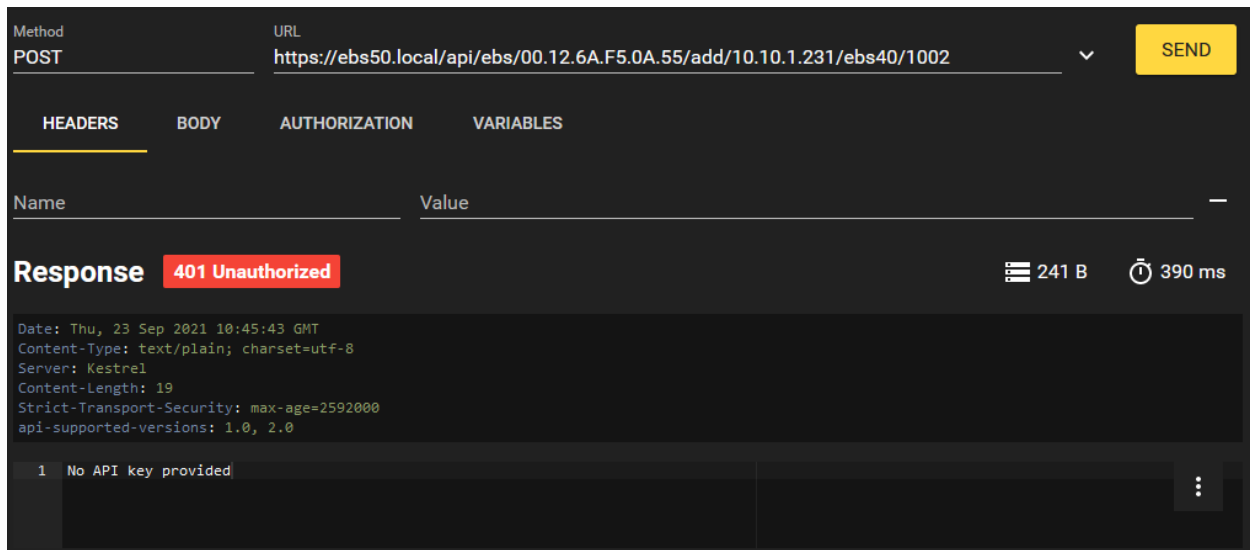 Method URL
POST https://ebs50.local/api/ebs/00.12.6A.F5.0A.55/add/10.10.1.231/ebs40/1002 SEND
HEADERS BODY AUTHORIZATION VARIABLES
Name Value
Response 401 Unauthorized 241 B 390 ms
Date: Thu, 23 Sep 2021 10:45:43 GMT
Content-Type: text/plain; charset=utf-8
Server: Kestrel
Content-Length: 19
Strict-Transport-Security: max-age=2592000
api-supported-versions: 1.0, 2.0
1 No API key provided